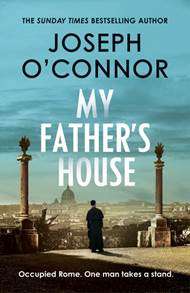 THE SUNDAY TIMES BESTSELLING AUTHOR
JOSEPH
O'CONNOR
MY
FATHER'S
HOUSE
Occupied Rome. One man takes a stand.